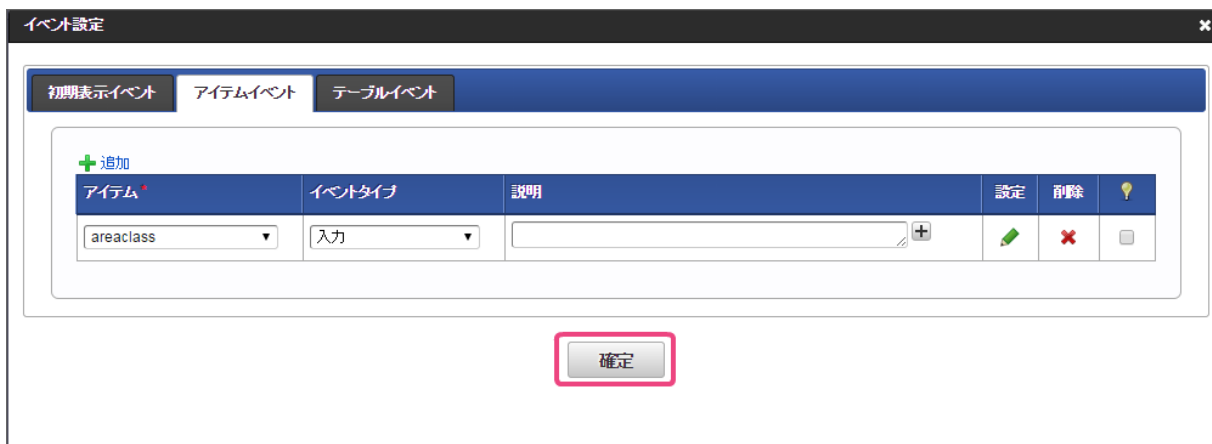 イベント設定
初期表示イベント アイテムイベント テーブルイベント
追加
アイテム* イベントタイプ 説明 設定 削除
areaclass 入力
確定